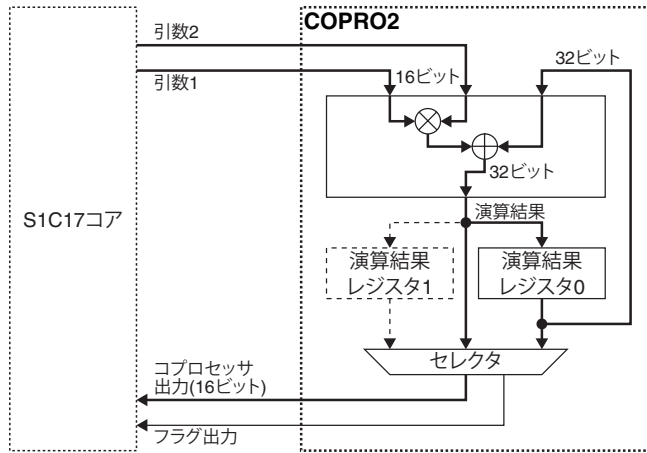 COPRO2
引数2
引数1
16ビット
32ビット
32ビット
S1C17コア
演算結果
演算結果
レジスタ1
演算結果
レジスタ0
セレクタ
コプロセッサ
出力(16ビット)
フラグ出力